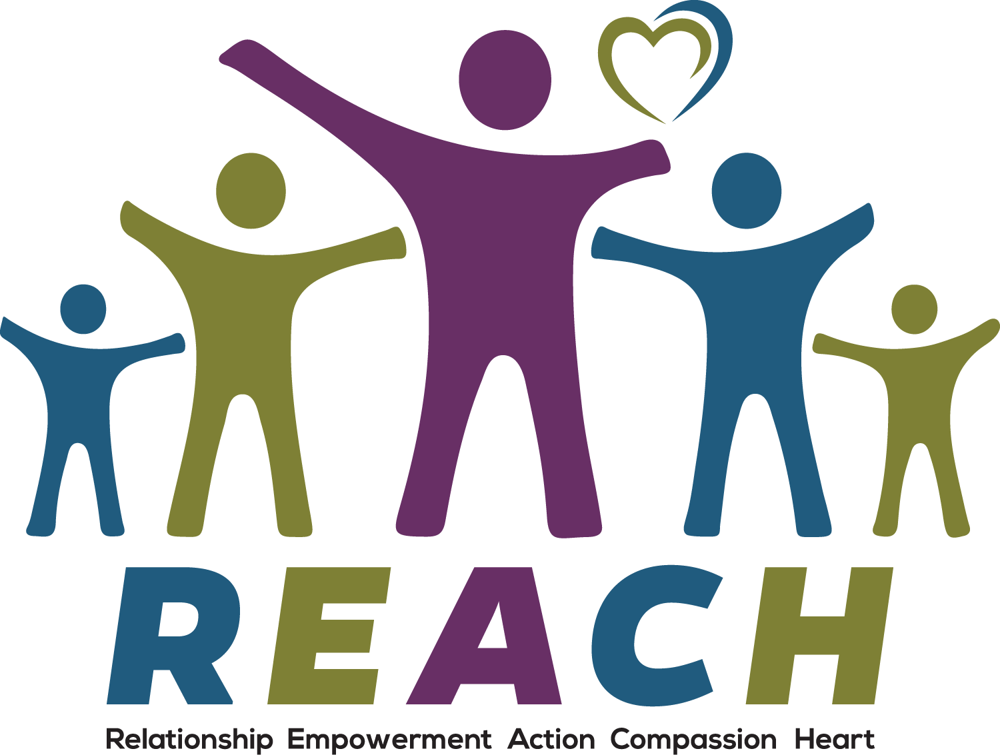 REACH
Relationship Empowerment Action Compassion Heart